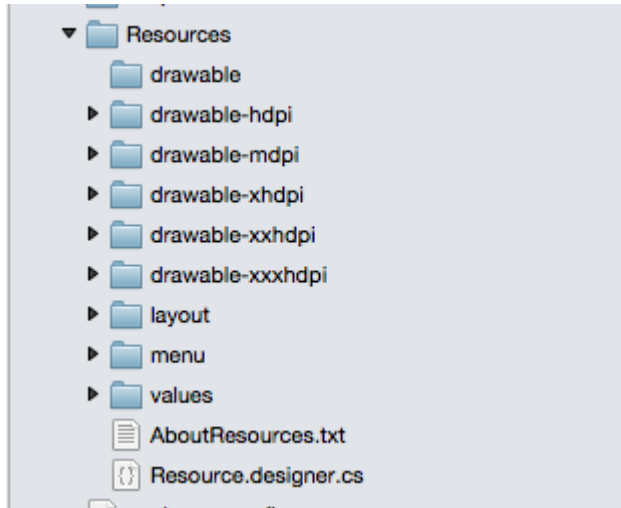 Resources
drawable
drawable-hdpi
drawable-mdpi
drawable-xhdpi
drawable-xxhdpi
drawable-xxxhdpi
layout
menu
values
AboutResources.txt
Resource.designer.cs